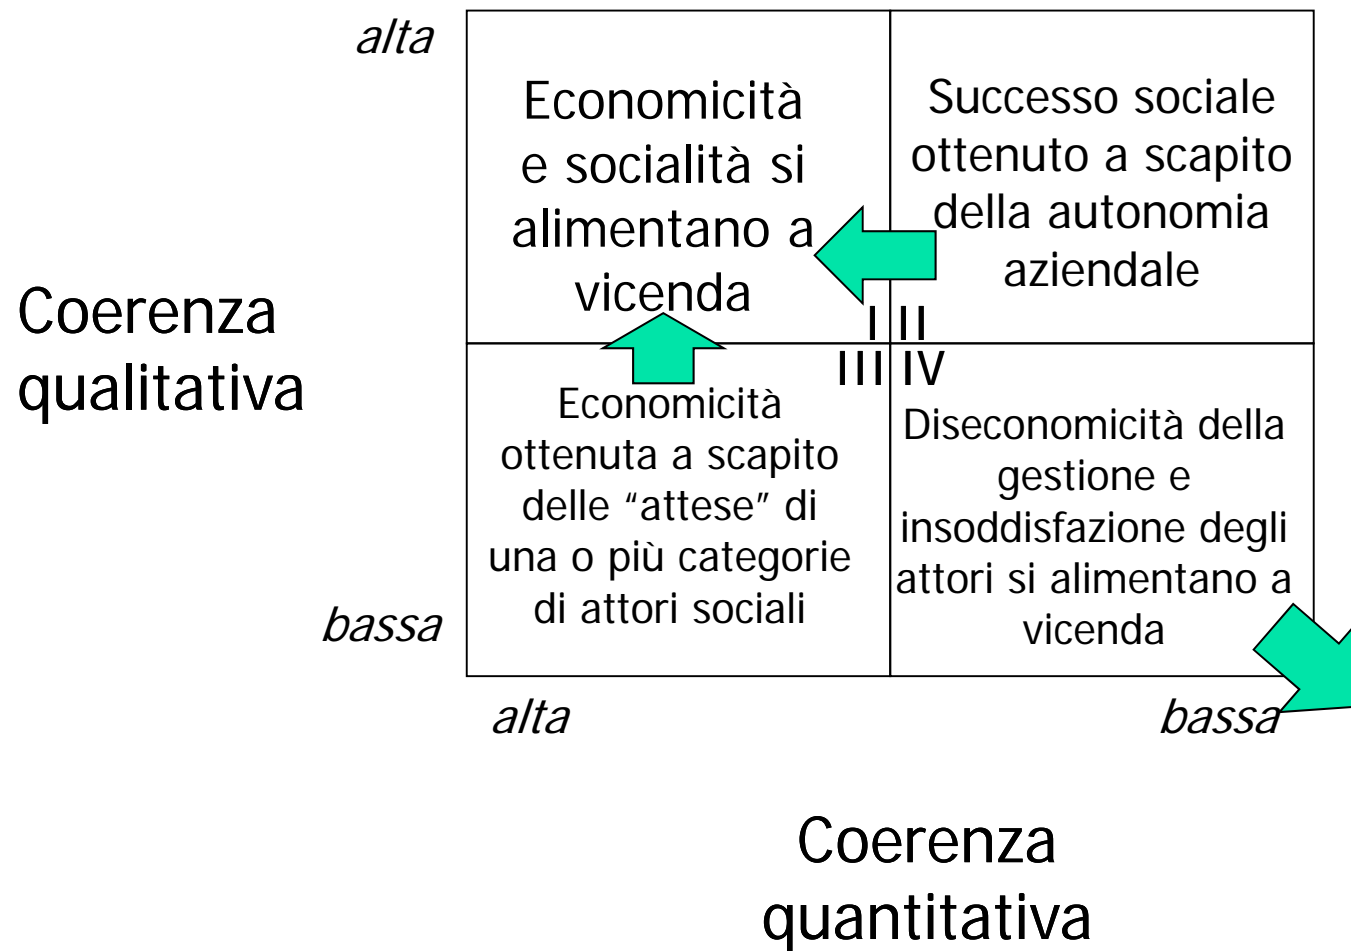 alta
Economicità
e socialità si
alimentano a
vicenda
Successo sociale
ottenuto a scapito
della autonomia
aziendale
Coerenza
qualitativa
I II
III IV
Economicità
ottenuta a scapito
delle “attese” di
una o più categorie
di attori sociali
Diseconomicità della
gestione e
insoddisfazione degli
attori si alimentano a
vicenda
bassa
alta
bassa
Coerenza
quantitativa